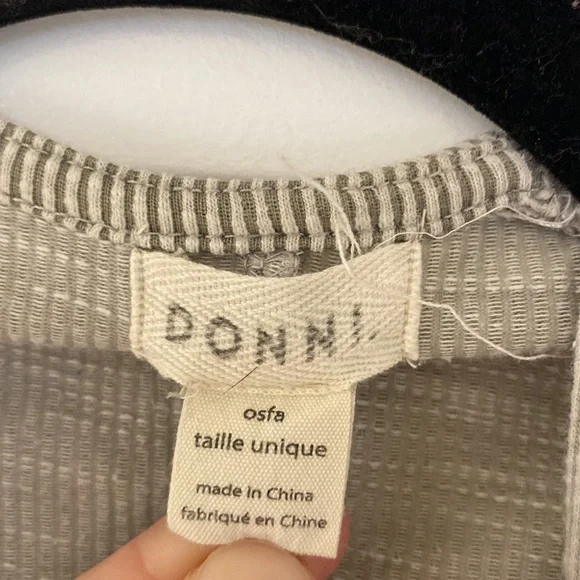 DONNI.
osfa
taille unique
made in China
fabriqué en Chine